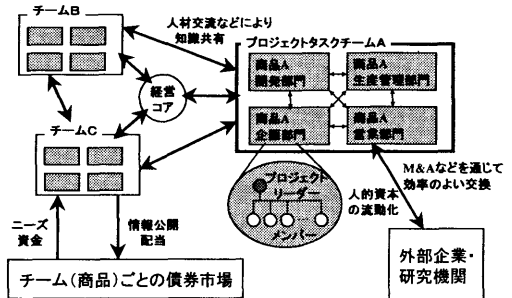 チームB
人材交流などにより
知識共有
プロジェクトタスクチームA
商品A
開発部門
商品A
生産管理部門
経営
コア
商品A
企画部門
商品A
営業部門
チームC
M&Aなどを通じて
効率のよい交換
プロジェクト
リーダー
メンバー
人的資本
の流動化
ニーズ
資金
情報公開
配当
外部企業・
研究機関
チーム(商品)ごとの債券市場